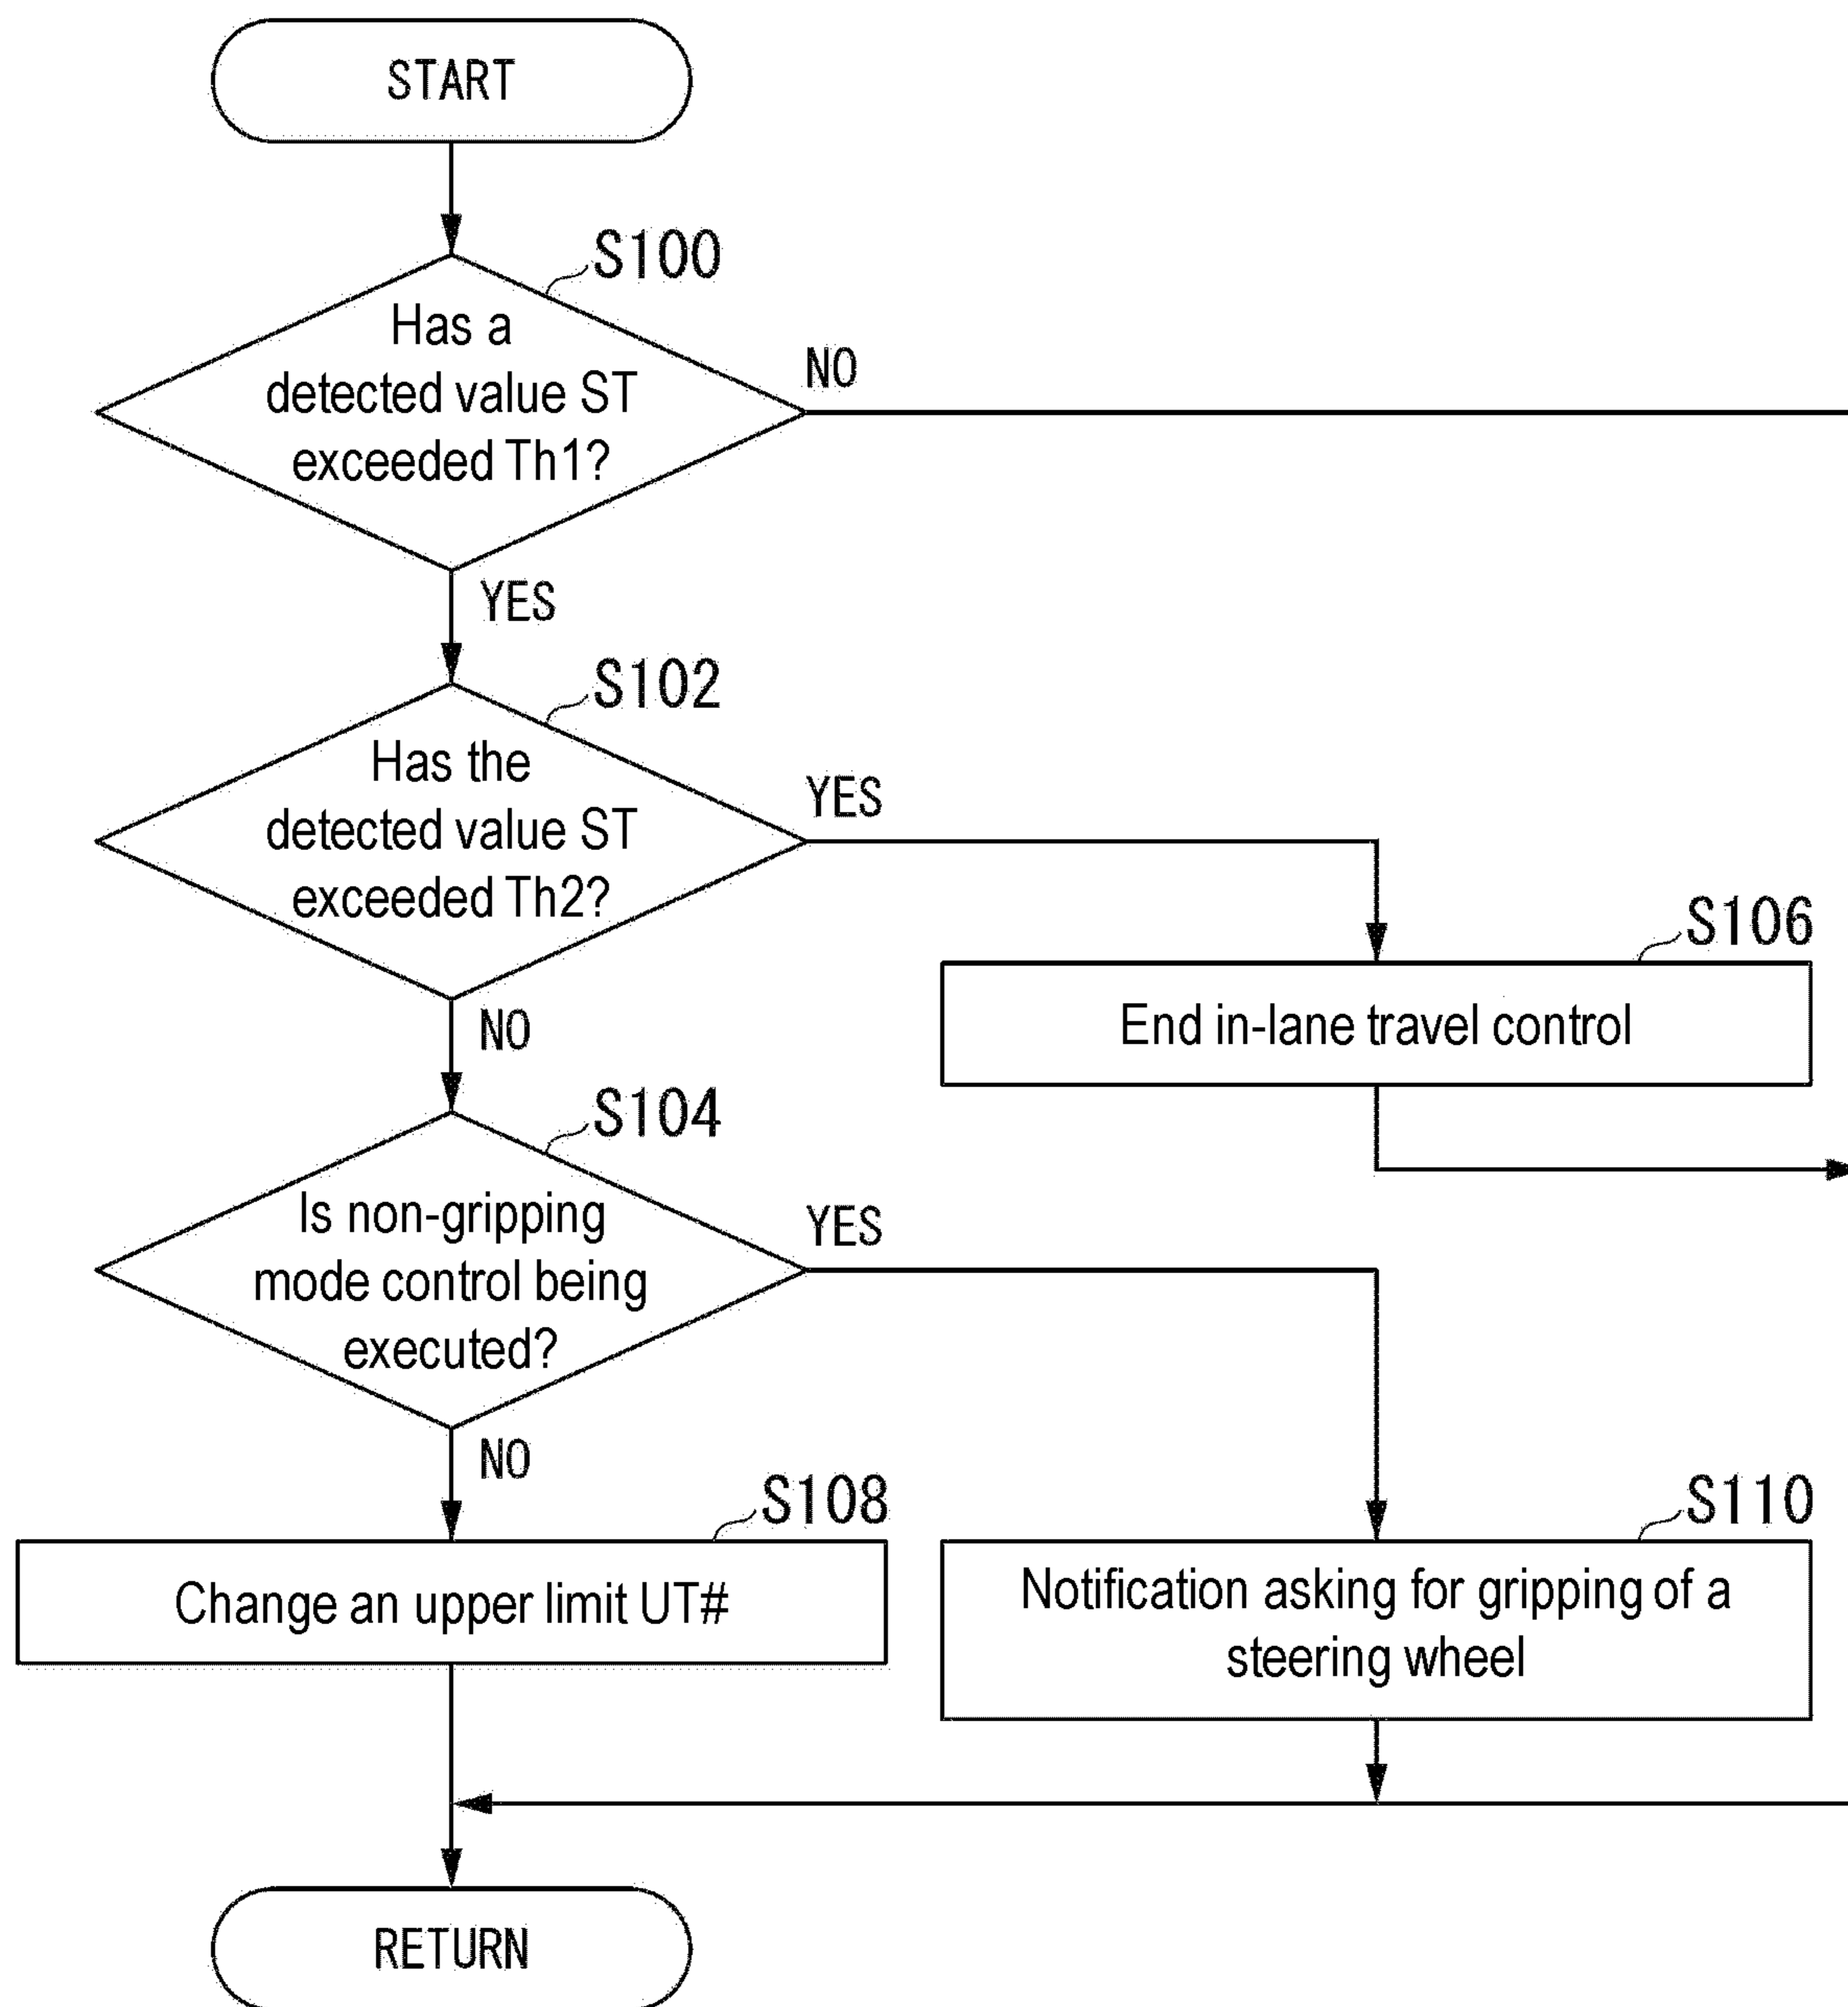 START
S100
Has a
detected value ST
exceeded Th1?
NO
YES
S102
Has the
detected value ST
exceeded Th2?
YES
NO
S106
End in-lane travel control
S104
Is non-gripping
mode control being
executed?
YES
NO
S108
Change an upper limit UT#
S110
Notification asking for gripping of a
steering wheel
RETURN